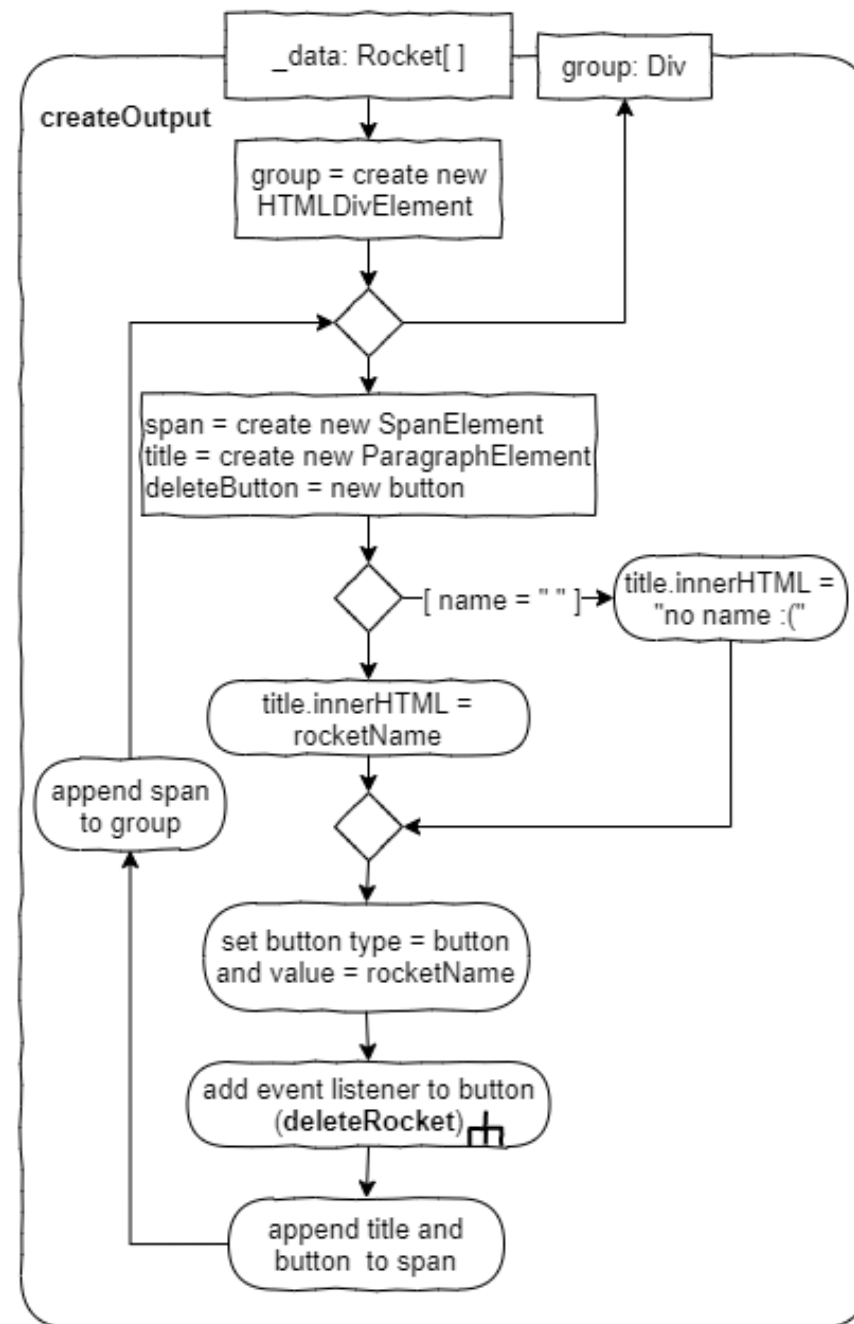 _data: Rocket[ ]
group: Div
createOutput
group = create new
HTMLDivElement
span = create new SpanElement
title = create new ParagraphElement
deleteButton = new button
[ name = " " ]
title.innerHTML =
"no name :("
title.innerHTML =
rocketName
append span
to group
set button type = button
and value = rocketName
add event listener to button
(deleteRocket)
append title and
button to span